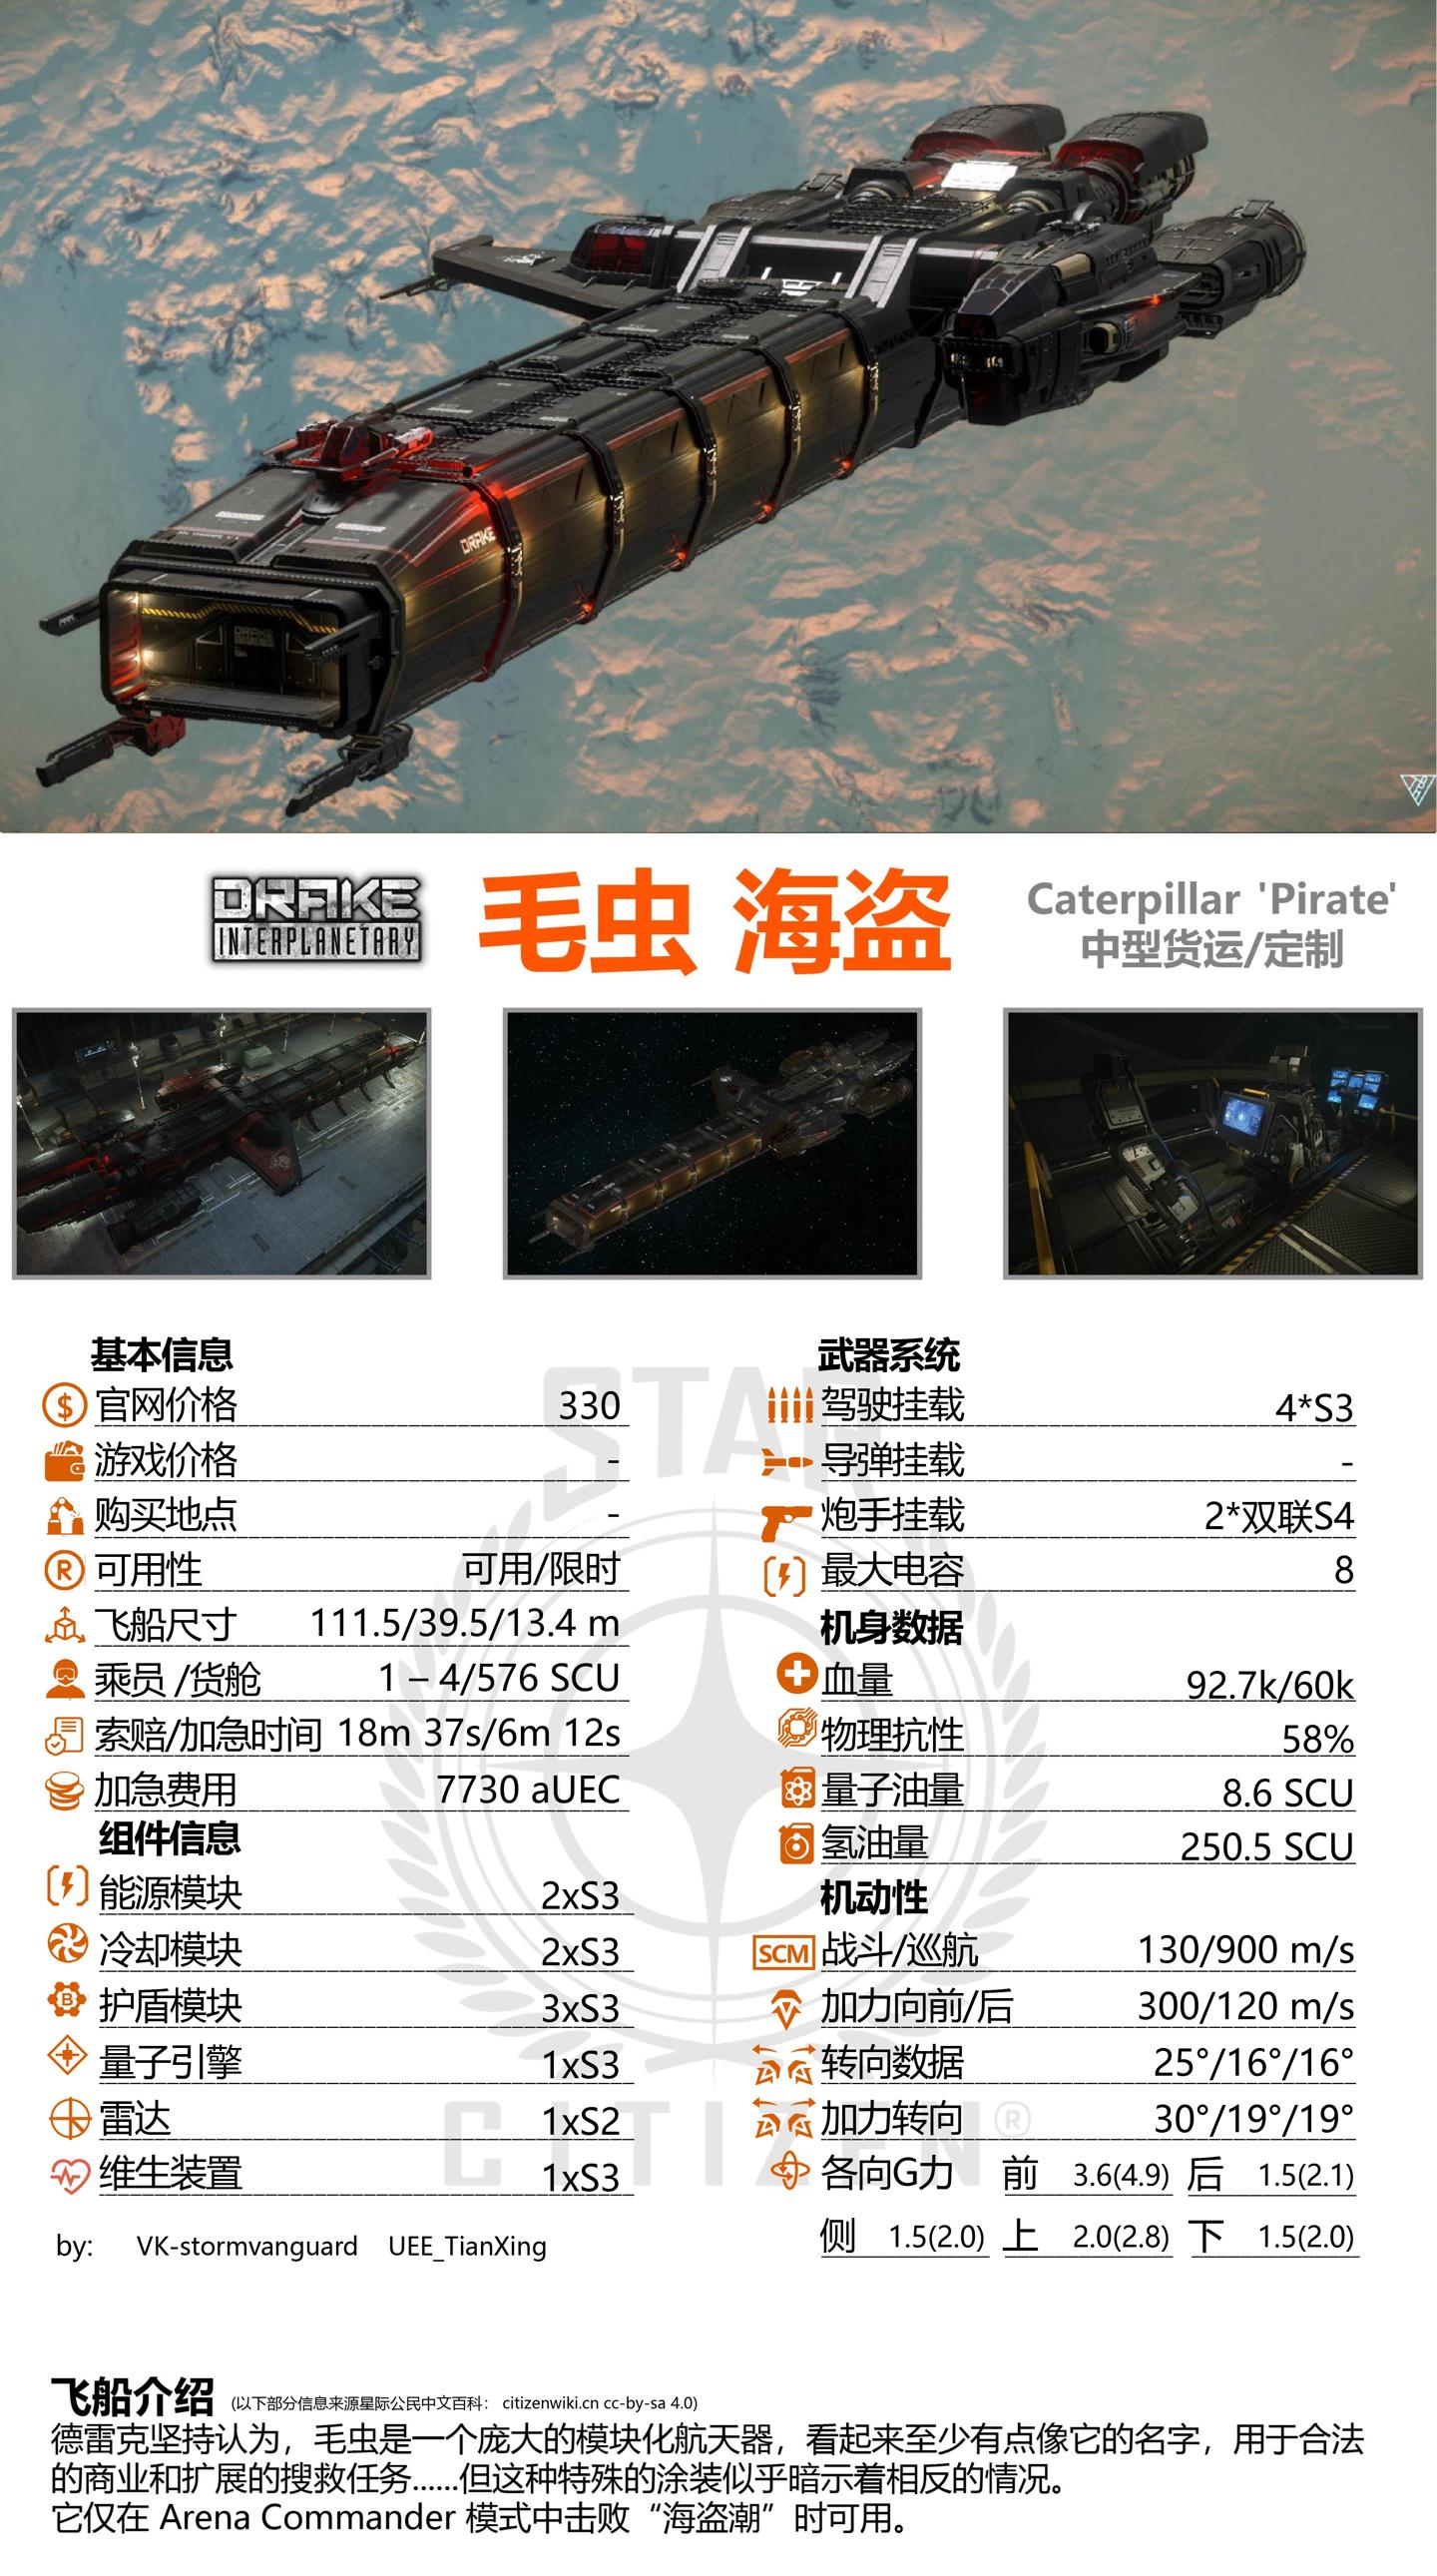 DRAKE
DRAKE
DRAKE
INTERPLANETARY
毛虫 海盗
Caterpillar 'Pirate'
中型货运/定制
STAR
CITIZEN®
基本信息
官网价格 330
游戏价格 -
购买地点 -
可用性 可用/限时
飞船尺寸 111.5/39.5/13.4 m
乘员 /货舱 1 – 4/576 SCU
索赔/加急时间 18m 37s/6m 12s
加急费用 7730 aUEC
组件信息
能源模块 2xS3
冷却模块 2xS3
护盾模块 3xS3
量子引擎 1xS3
雷达 1xS2
维生装置 1xS3
by: VK-stormvanguard UEE_TianXing
武器系统
驾驶挂载 4*S3
导弹挂载 -
炮手挂载 2*双联S4
最大电容 8
机身数据
血量 92.7k/60k
物理抗性 58%
量子油量 8.6 SCU
氢油量 250.5 SCU
机动性
SCM 战斗/巡航 130/900 m/s
加力向前/后 300/120 m/s
转向数据 25°/16°/16°
加力转向 30°/19°/19°
各向G力 前 3.6(4.9) 后 1.5(2.1)
侧 1.5(2.0) 上 2.0(2.8) 下 1.5(2.0)
飞船介绍 (以下部分信息来源星际公民中文百科： citizenwiki.cn cc-by-sa 4.0)
德雷克坚持认为，毛虫是一个庞大的模块化航天器，看起来至少有点像它的名字，用于合法
的商业和扩展的搜救任务......但这种特殊的涂装似乎暗示着相反的情况。
它仅在 Arena Commander 模式中击败“海盗潮”时可用。